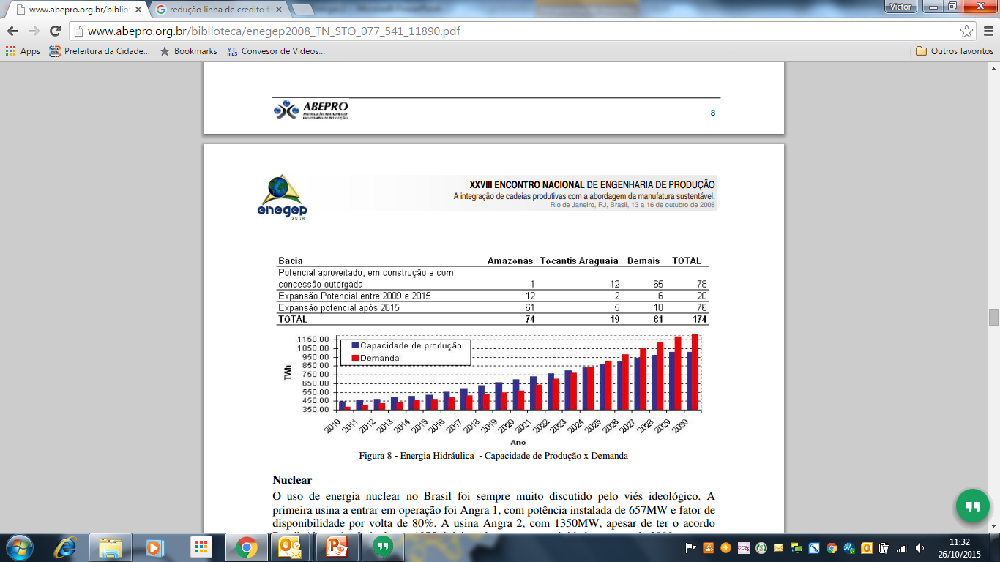 www.abepro.org.br/biblio
redução linha de crédito f
Victor
www.abepro.org.br/biblioteca/enegep2008_TN_STO_077_541_11890.pdf
Apps Prefeitura da Cidade... Bookmarks Convesor de Videos... Outros favoritos
ABEPRO
8
XXVIII ENCONTRO NACIONAL DE ENGENHARIA DE PRODUÇÃO
A integração de cadeias produtivas com a abordagem da manufatura sustentável.
Rio de Janeiro, RJ, Brasil, 13 a 16 de outubro de 2008
enegep
2008
Bacia Amazonas Tocantis Araguaia Demais TOTAL
Potencial aproveitado, em construção e com
concessão outorgada 1 12 65 78
Expansão Potencial entre 2009 e 2015 12 2 6 20
Expansão potencial após 2015 61 5 10 76
TOTAL 74 19 81 174
Capacidade de produção
Demanda
TWh
1150.00
1050.00
950.00
850.00
750.00
650.00
550.00
450.00
350.00
2010 2011 2012 2013 2014 2015 2016 2017 2018 2019 2020 2021 2022 2023 2024 2025 2026 2027 2028 2029 2030
Ano
Figura 8 - Energia Hidráulica - Capacidade de Produção x Demanda
Nuclear
O uso de energia nuclear no Brasil foi sempre muito discutido pelo viés ideológico. A
primeira usina a entrar em operação foi Angra 1, com potência instalada de 657MW e fator de
disponibilidade por volta de 80%. A usina Angra 2, com 1350MW, apesar de ter o acordo
11:32
26/10/2015